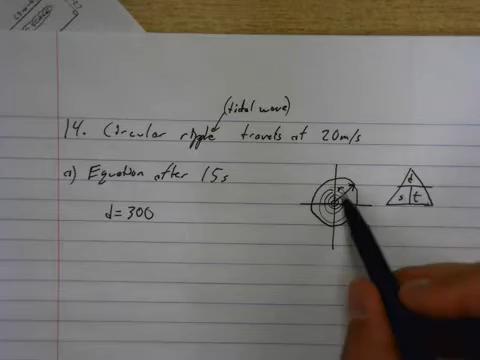 (tidal wave)
14. Circular ripple travels at 20m/s
a) Equation after 15s
r
d
s t
d = 300